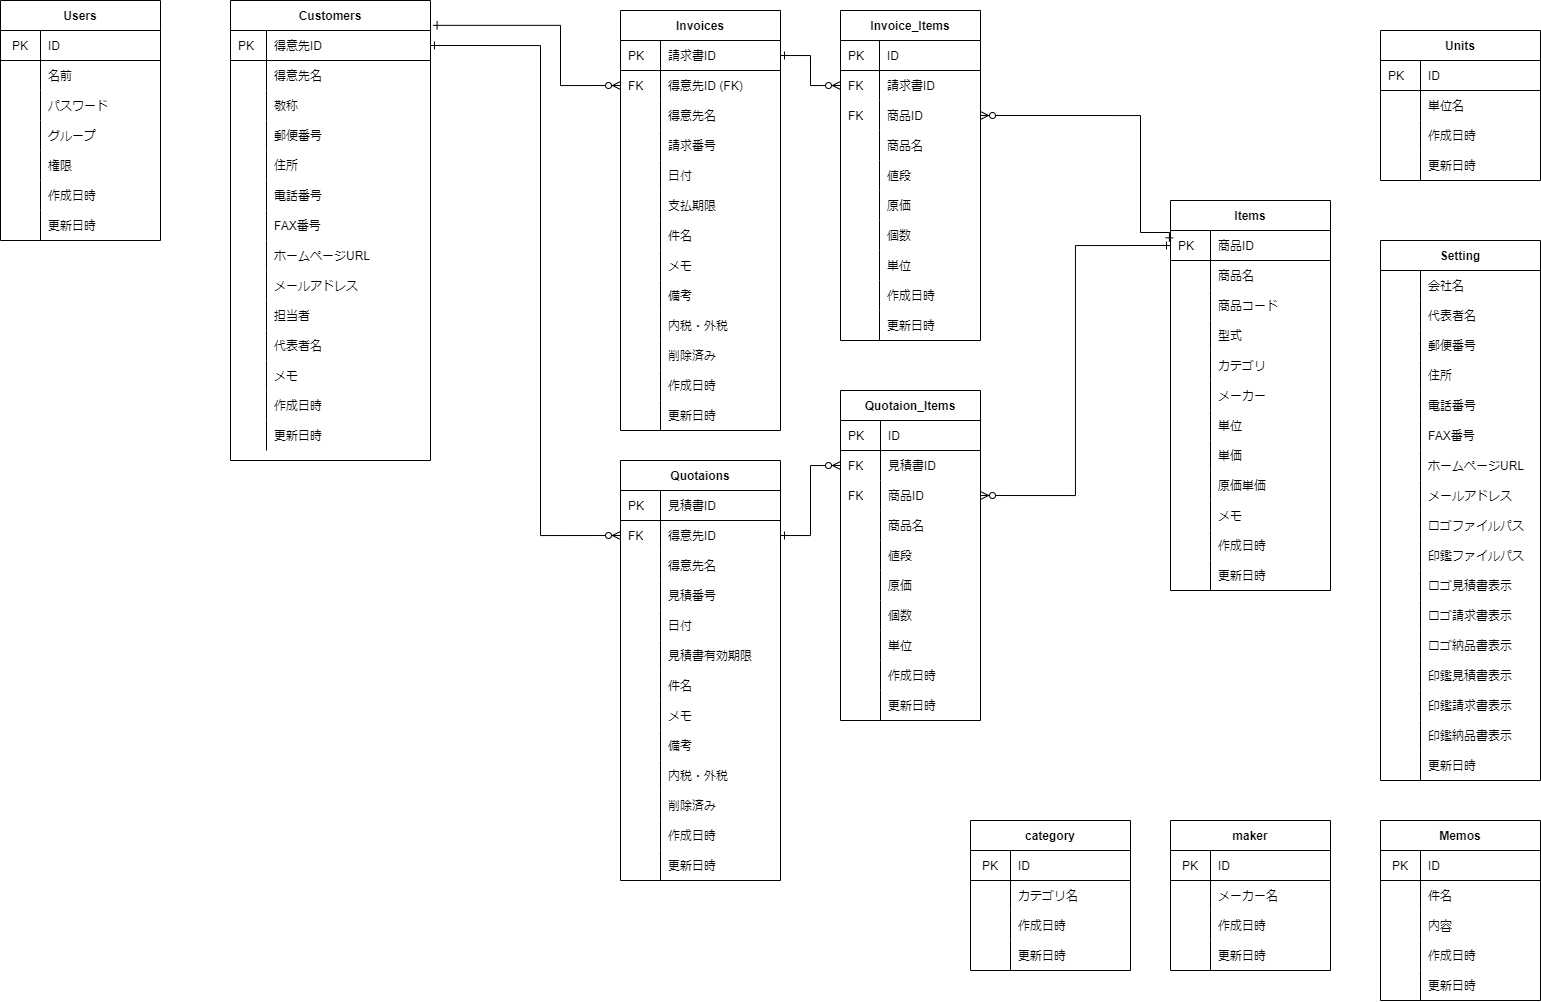 Users
PK ID
名前
パスワード
グループ
権限
作成日時
更新日時
Customers
PK 得意先ID
得意先名
敬称
郵便番号
住所
電話番号
FAX番号
ホームページURL
メールアドレス
担当者
代表者名
メモ
作成日時
更新日時
Invoices
PK 請求書ID
FK 得意先ID (FK)
得意先名
請求番号
日付
支払期限
件名
メモ
備考
内税・外税
削除済み
作成日時
更新日時
Invoice_Items
PK ID
FK 請求書ID
FK 商品ID
商品名
値段
原価
個数
単位
作成日時
更新日時
Quotaions
PK 見積書ID
FK 得意先ID
得意先名
見積番号
日付
見積書有効期限
件名
メモ
備考
内税・外税
削除済み
作成日時
更新日時
Quotaion_Items
PK ID
FK 見積書ID
FK 商品ID
商品名
値段
原価
個数
単位
作成日時
更新日時
Items
PK 商品ID
商品名
商品コード
型式
カテゴリ
メーカー
単位
単価
原価単価
メモ
作成日時
更新日時
Units
PK ID
単位名
作成日時
更新日時
Setting
会社名
代表者名
郵便番号
住所
電話番号
FAX番号
ホームページURL
メールアドレス
ロゴファイルパス
印鑑ファイルパス
ロゴ見積書表示
ロゴ請求書表示
ロゴ納品書表示
印鑑見積書表示
印鑑請求書表示
印鑑納品書表示
更新日時
category
PK ID
カテゴリ名
作成日時
更新日時
maker
PK ID
メーカー名
作成日時
更新日時
Memos
PK ID
件名
内容
作成日時
更新日時